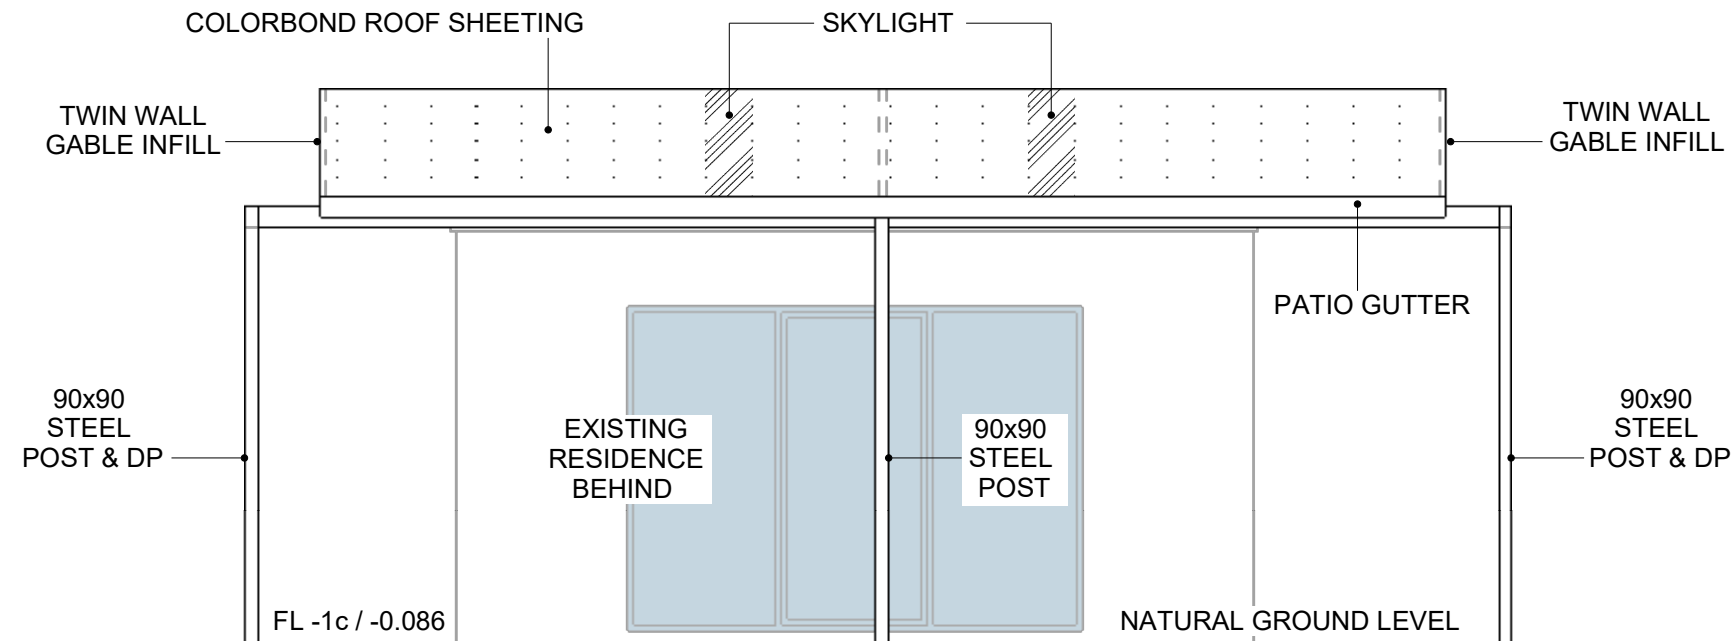 COLORBOND ROOF SHEETING
SKYLIGHT
TWIN WALL
GABLE INFILL
TWIN WALL
GABLE INFILL
PATIO GUTTER
90x90
STEEL
POST & DP
EXISTING
RESIDENCE
BEHIND
90x90
STEEL
POST
90x90
STEEL
POST & DP
FL -1c / -0.086
NATURAL GROUND LEVEL